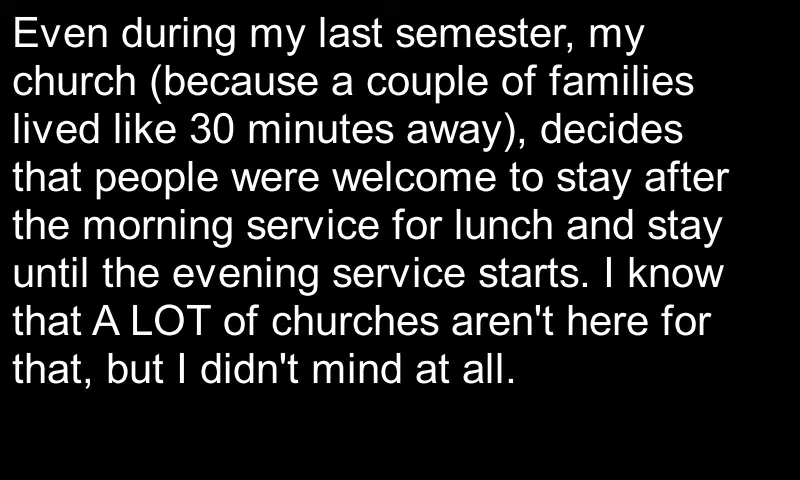 Even during my last semester, my
church (because a couple of families
lived like 30 minutes away), decides
that people were welcome to stay after
the morning service for lunch and stay
until the evening service starts. I know
that A LOT of churches aren't here for
that, but I didn't mind at all.